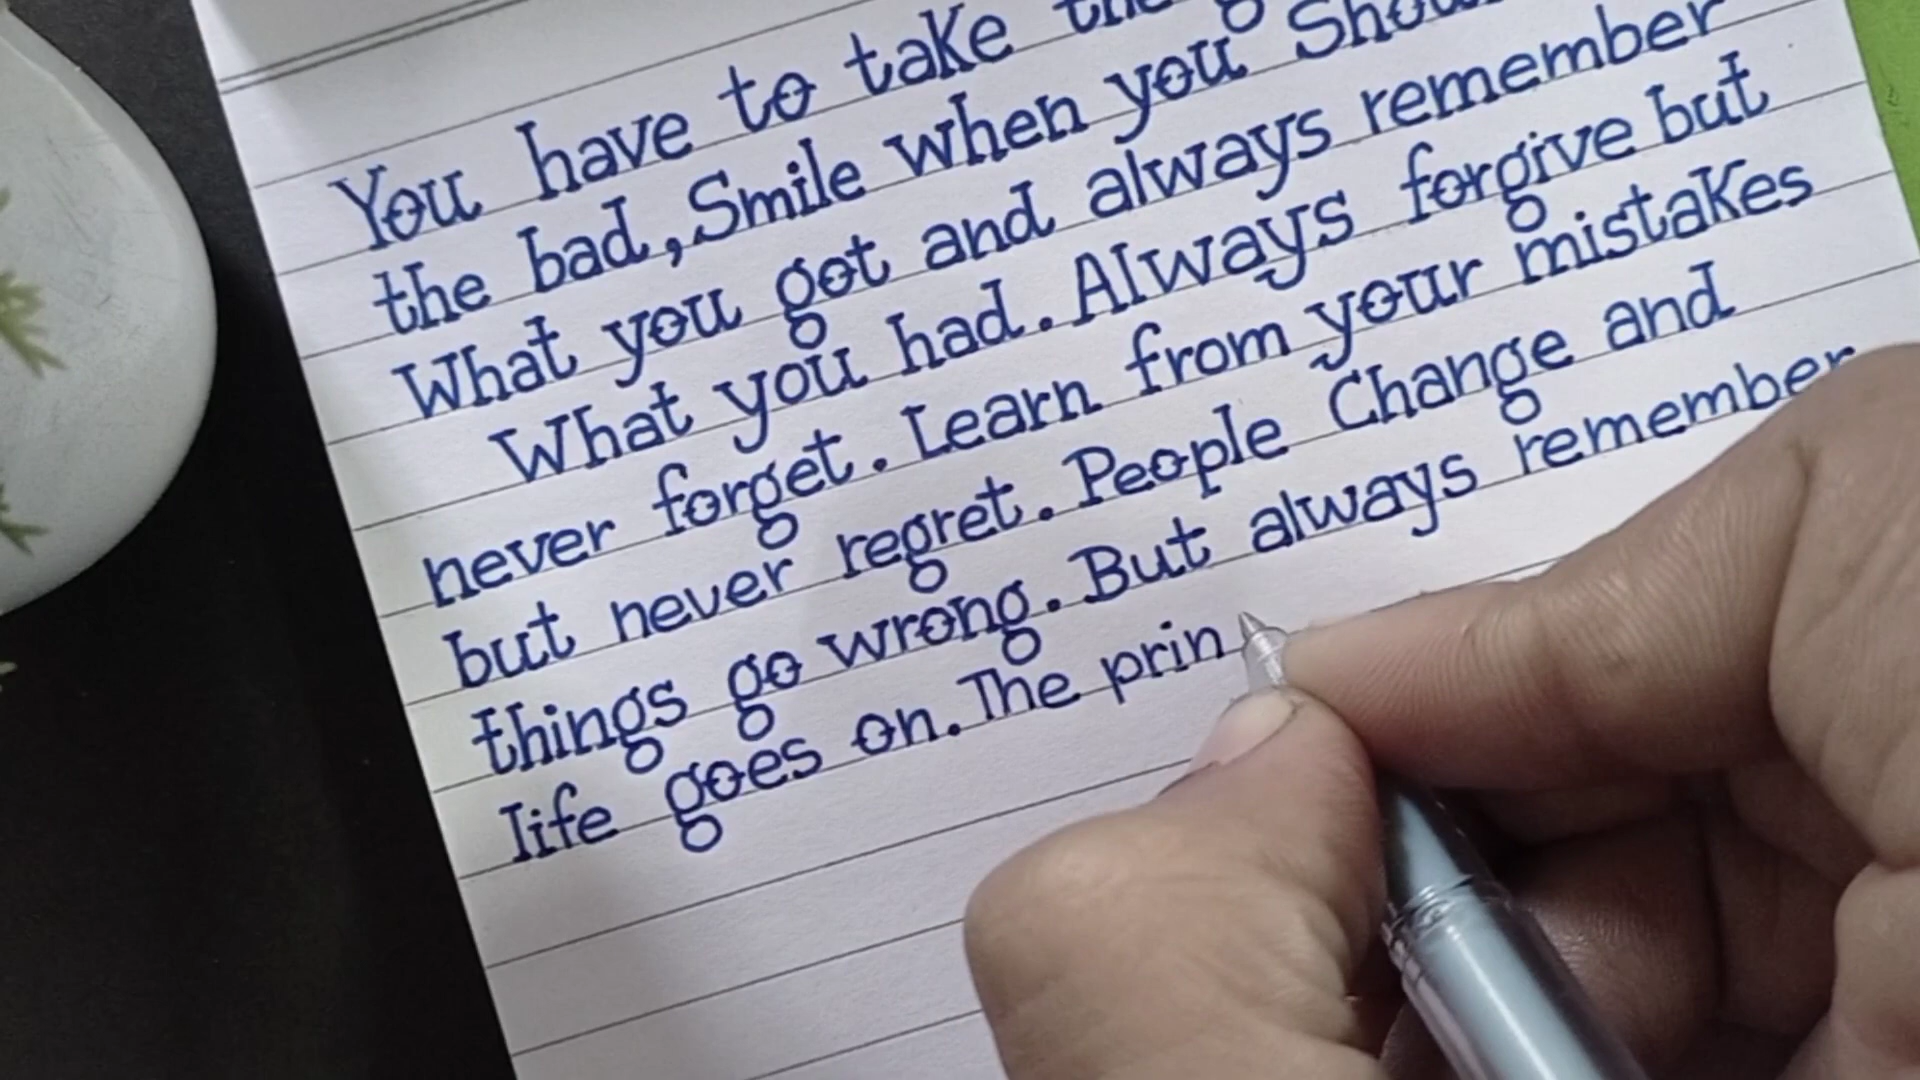 You have to take the
the bad, Smile when you
What you got and always remember
What you had. Always forgive but
never forget. Learn from your mistakes
but never regret. People Change and
things go wrong. But always remember
life goes on. The prin